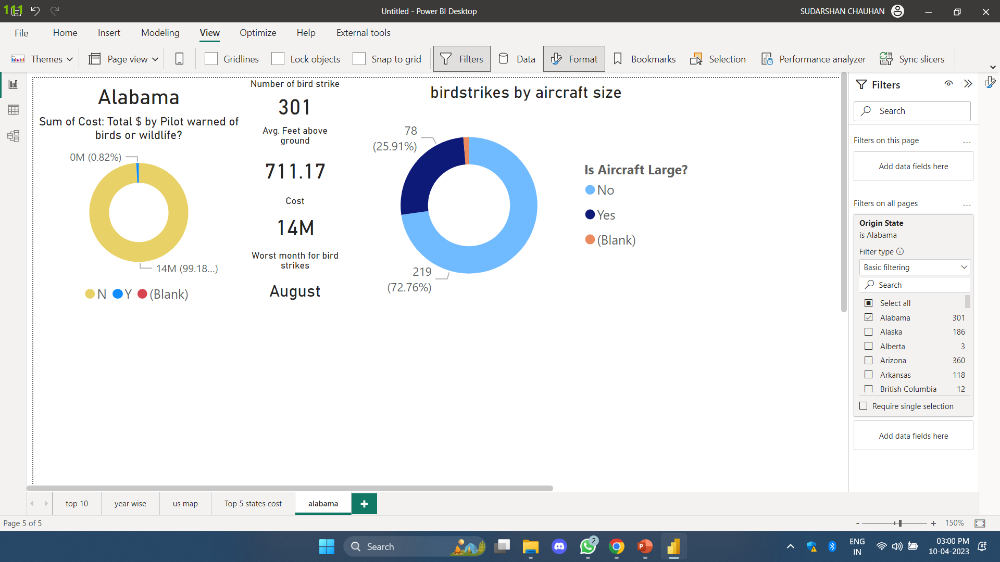 111
Untitled - Power BI Desktop
SUDARSHAN CHAUHAN
File Home Insert Modeling View Optimize Help External tools
Themes Page view Gridlines Lock objects Snap to grid Filters Data Format Bookmarks Selection Performance analyzer Sync slicers
Alabama
Sum of Cost: Total $ by Pilot warned of
birds or wildlife?
0M (0.82%)
14M (99.18...)
N Y (Blank)
Number of bird strike
301
Avg. Feet above
ground
711.17
Cost
14M
Worst month for bird
strikes
August
birdstrikes by aircraft size
78
(25.91%)
219
(72.76%)
Is Aircraft Large?
No
Yes
(Blank)
Filters
Search
Filters on this page ...
Add data fields here
Filters on all pages ...
Origin State
is Alabama
Filter type
Basic filtering
Search
Select all
Alabama 301
Alaska 186
Alberta 3
Arizona 360
Arkansas 118
British Columbia 12
Require single selection
Add data fields here
top 10 year wise us map Top 5 states cost alabama +
Page 5 of 5
- + 150%
Search
2
ENG
IN
03:00 PM
10-04-2023